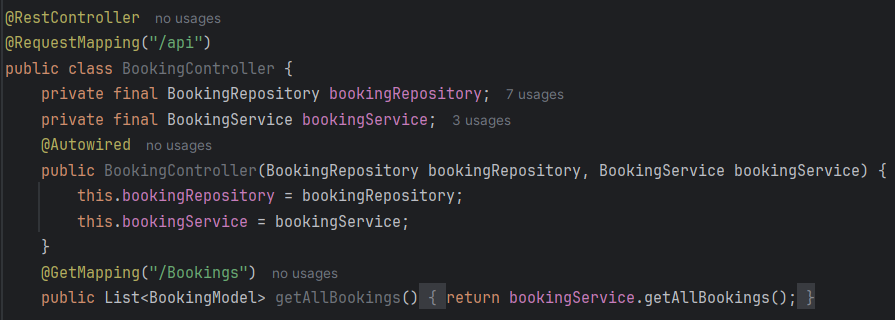 @RestController no usages
@RequestMapping("/api")
public class BookingController {
    private final BookingRepository bookingRepository; 7 usages
    private final BookingService bookingService; 3 usages
    @Autowired no usages
    public BookingController(BookingRepository bookingRepository, BookingService bookingService) {
        this.bookingRepository = bookingRepository;
        this.bookingService = bookingService;
    }
    @GetMapping("/Bookings") no usages
    public List<BookingModel> getAllBookings() { return bookingService.getAllBookings(); }